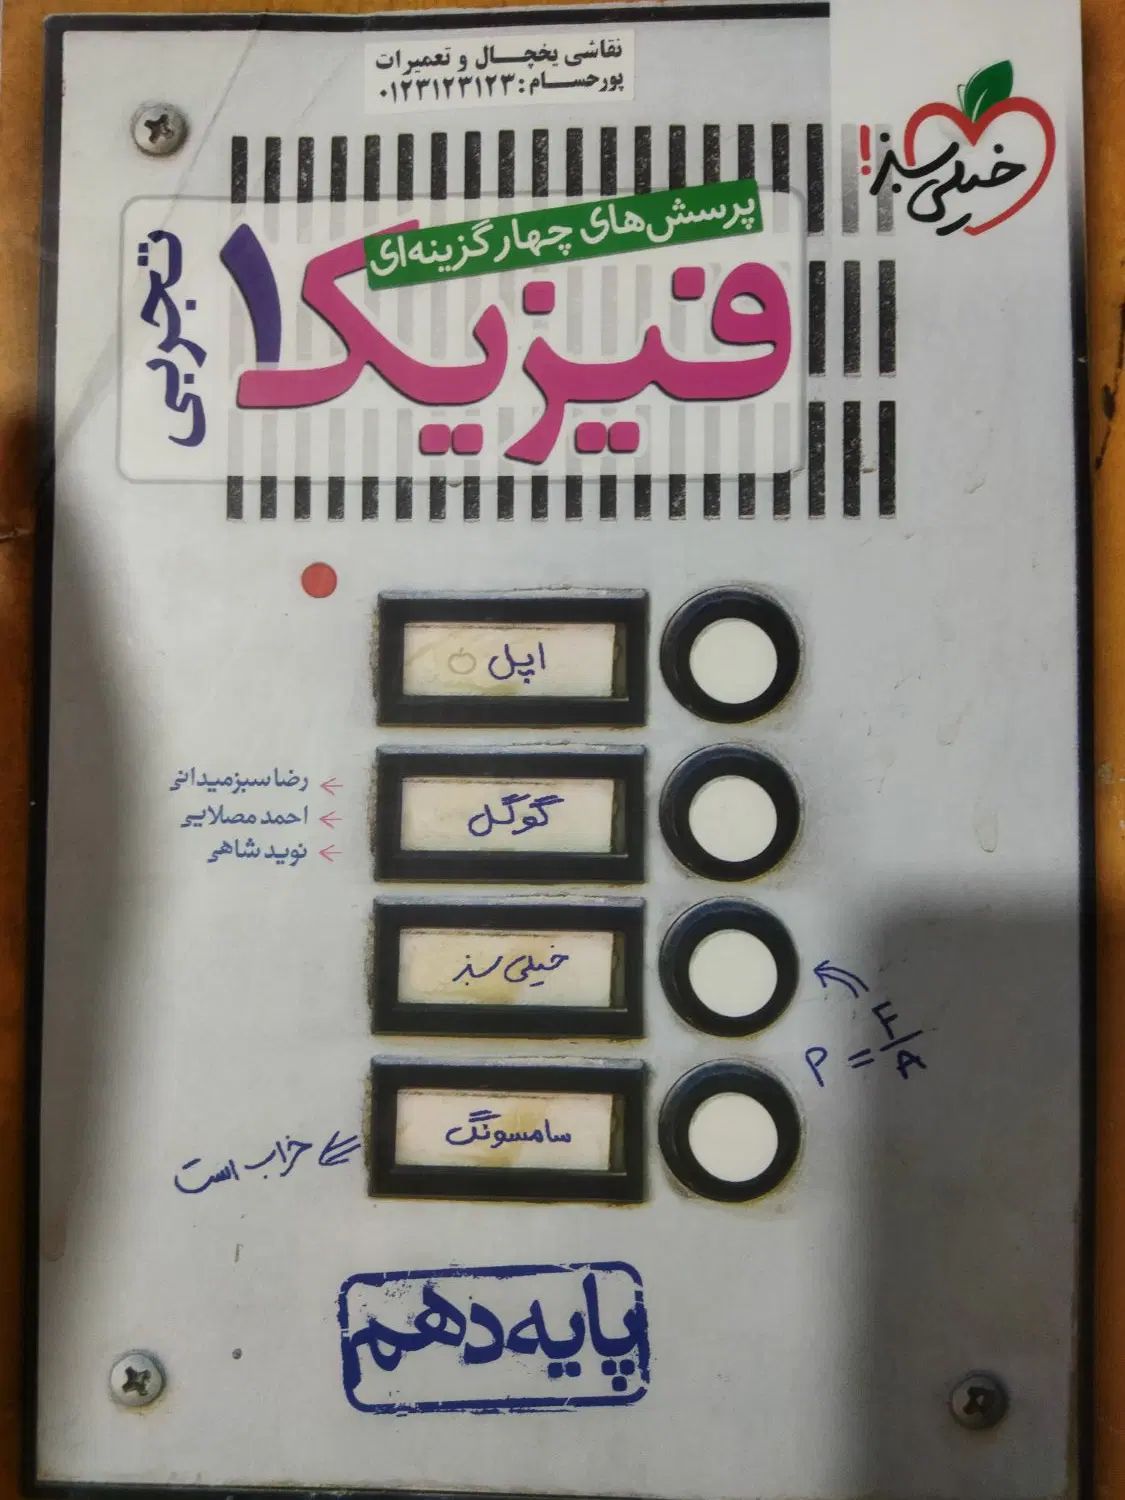 نقاشی یخچال و تعمیرات
پورحسام: ۰۱۲۳۱۲۳۱۲۳
خیلی سبز!
پرسش‌های چهارگزینه‌ای
فیزیک ۱
تجربی
اپل
گوگل
رضا سبزمیدانی
احمد مصلایی
نوید شاهی
خیلی سبز
P = F/A
سامسونگ
خراب است
پایه دهم